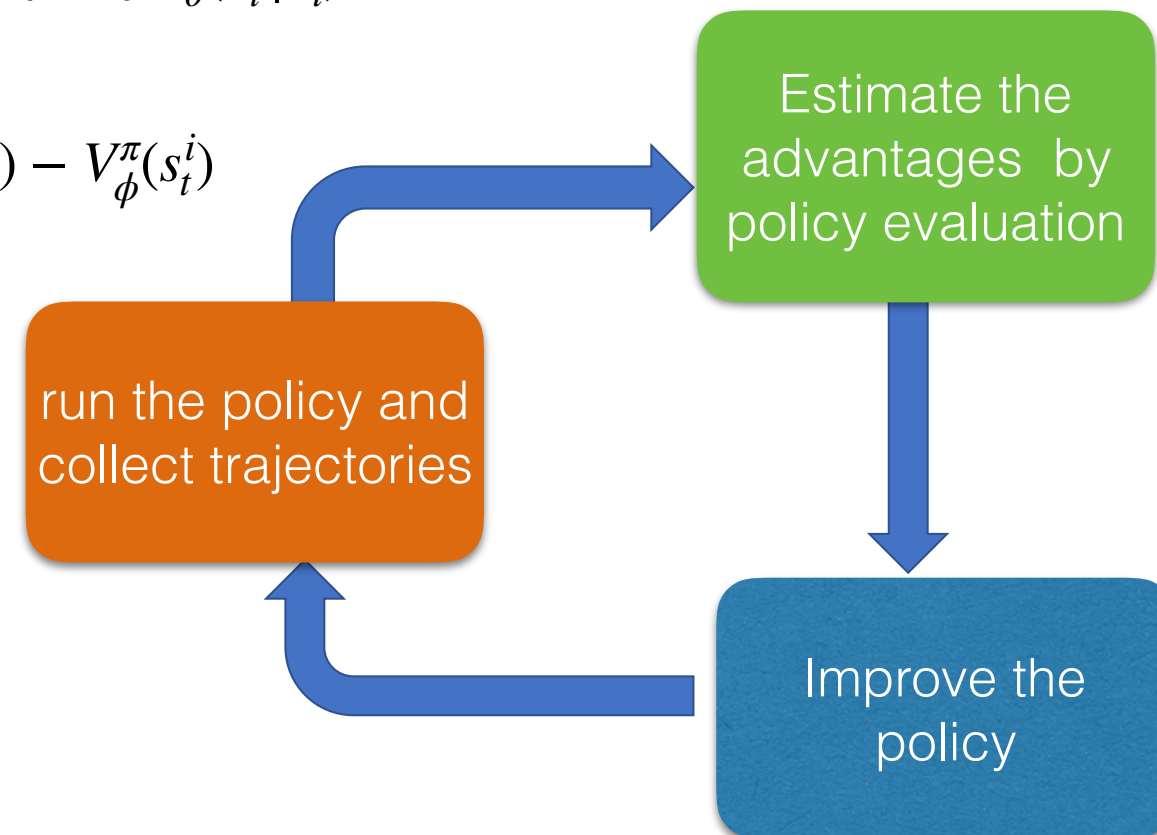 ) − V^π_ϕ(s^i_t)
Estimate the
advantages by
policy evaluation
run the policy and
collect trajectories
Improve the
policy